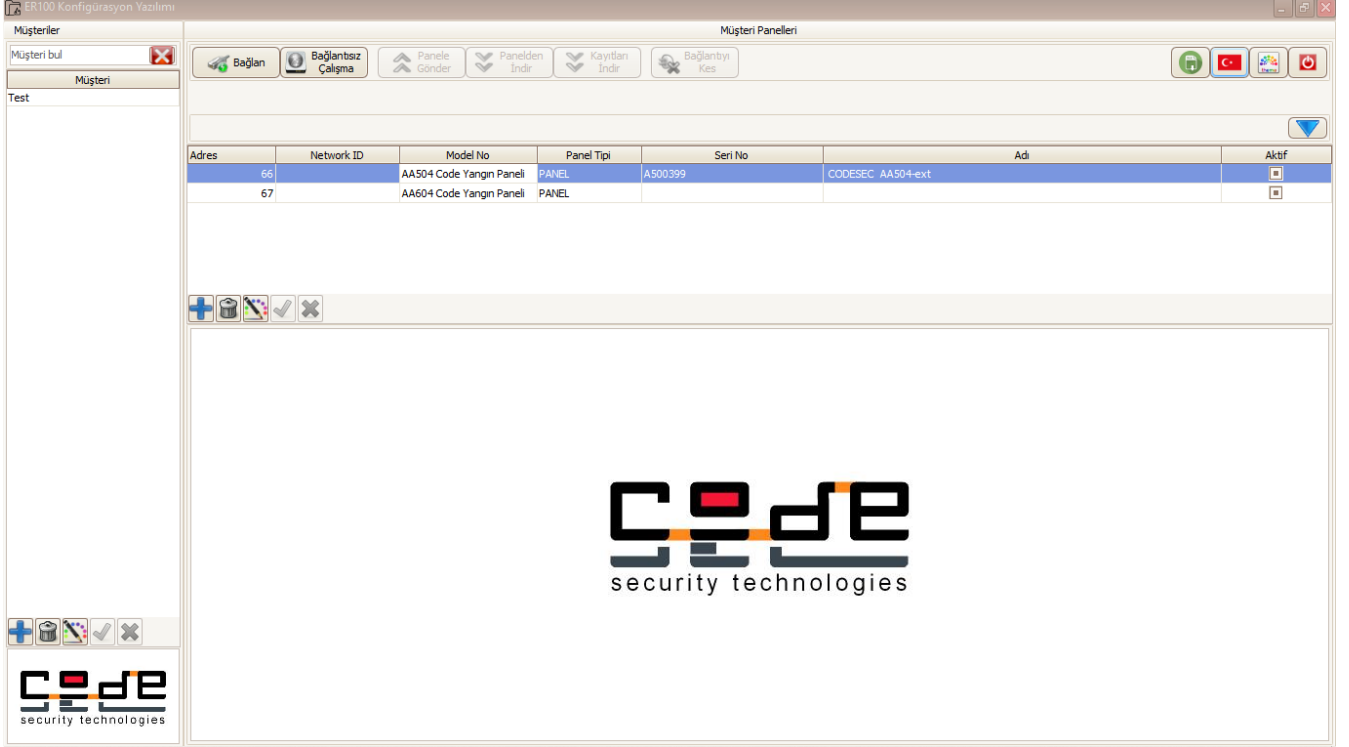 ER100 Konfigürasyon Yazılımı
Müşteriler
Müşteri Panelleri
Müşteri bul
Müşteri
Test
Bağlan
Bağlantısız
Çalışma
Panele
Gönder
Panelden
İndir
Kayıtları
İndir
Bağlantıyı
Kes
Adres Network ID Model No Panel Tipi Seri No Adı Aktif
66 AA504 Code Yangın Paneli PANEL A500399 CODESEC AA504-ext
67 AA604 Code Yangın Paneli PANEL
code
security technologies
code
security technologies